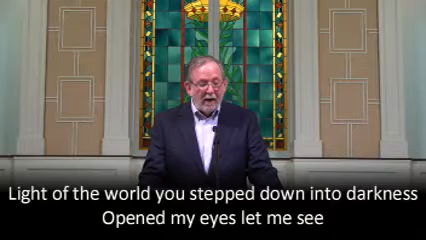 Light of the world you stepped down into darkness
Opened my eyes let me see